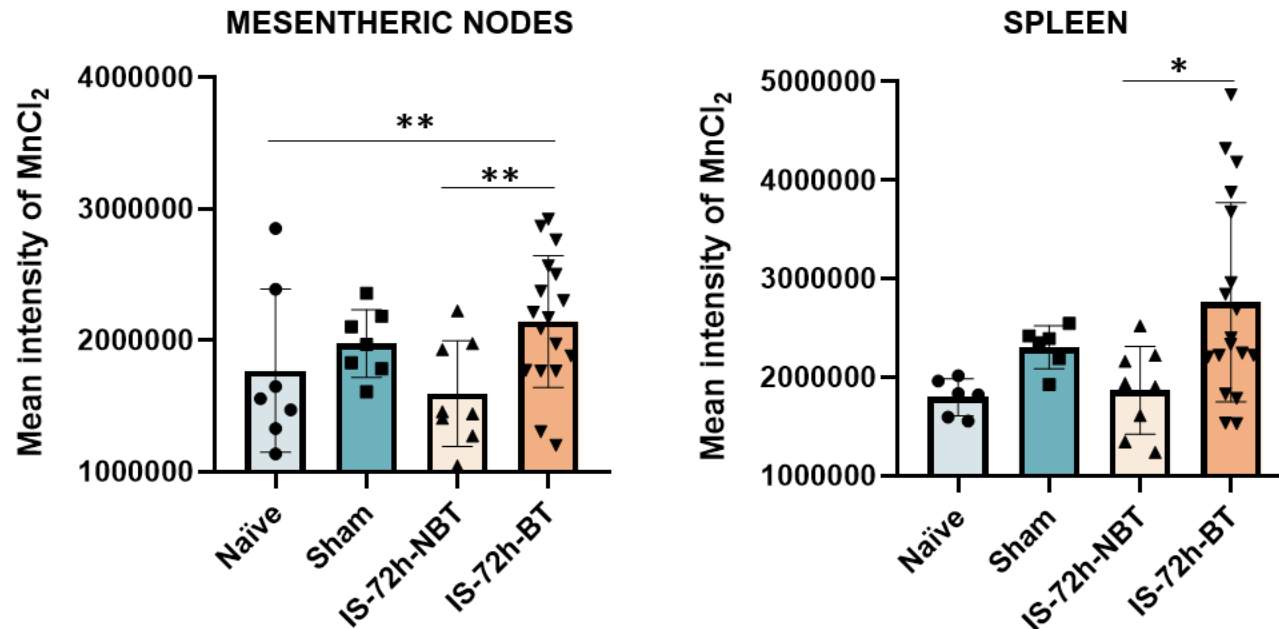 MESENTHERIC NODES
Mean intensity of MnCl₂
4000000
3000000
2000000
1000000
**
**
Naïve
Sham
IS-72h-NBT
IS-72h-BT
SPLEEN
Mean intensity of MnCl₂
5000000
4000000
3000000
2000000
1000000
*
Naïve
Sham
IS-72h-NBT
IS-72h-BT